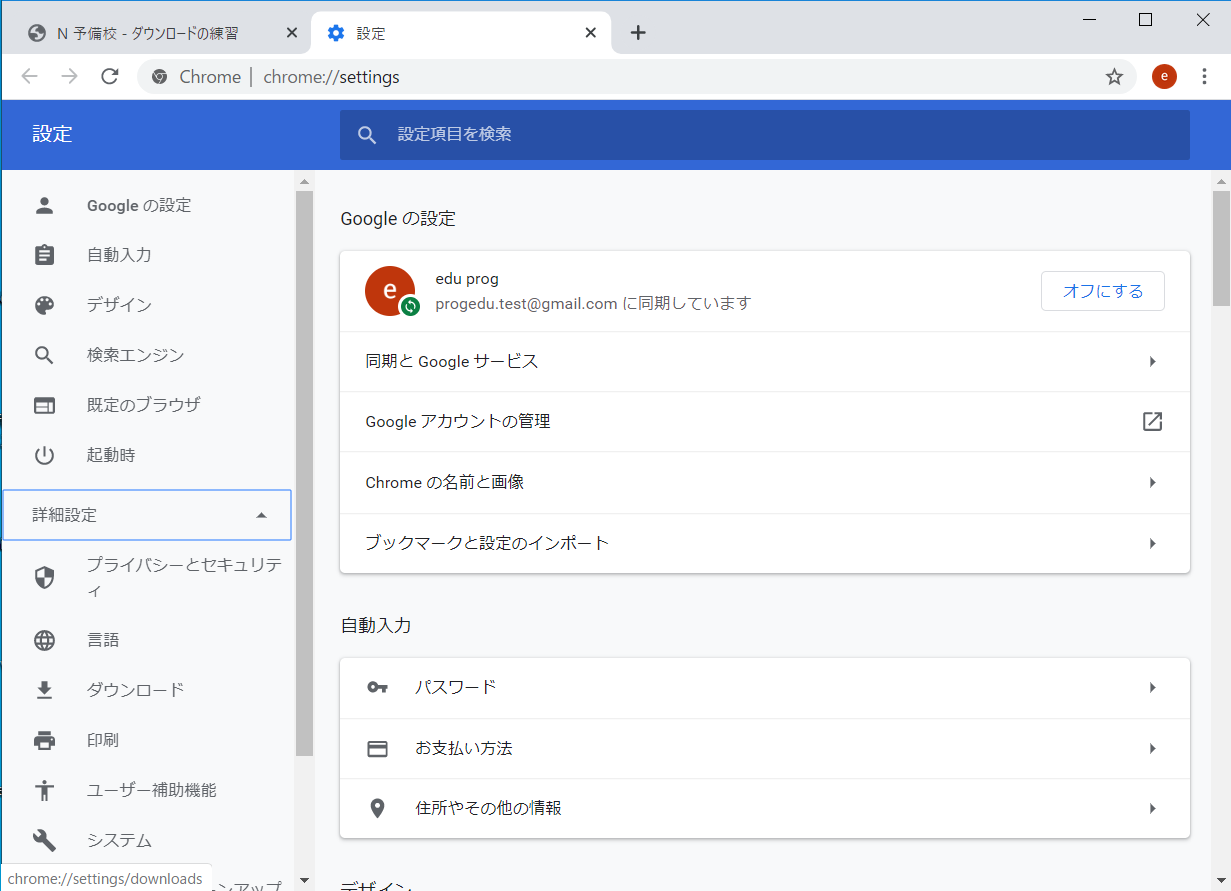 N 予備校 - ダウンロードの練習
設定
Chrome | chrome://settings
e
設定
設定項目を検索
Google の設定
自動入力
デザイン
検索エンジン
既定のブラウザ
起動時
詳細設定
プライバシーとセキュリテ
ィ
言語
ダウンロード
印刷
ユーザー補助機能
システム
chrome://settings/downloads
Google の設定
e
edu prog
progedu.test@gmail.com に同期しています
オフにする
同期と Google サービス
Google アカウントの管理
Chrome の名前と画像
ブックマークと設定のインポート
自動入力
パスワード
お支払い方法
住所やその他の情報
デザイン